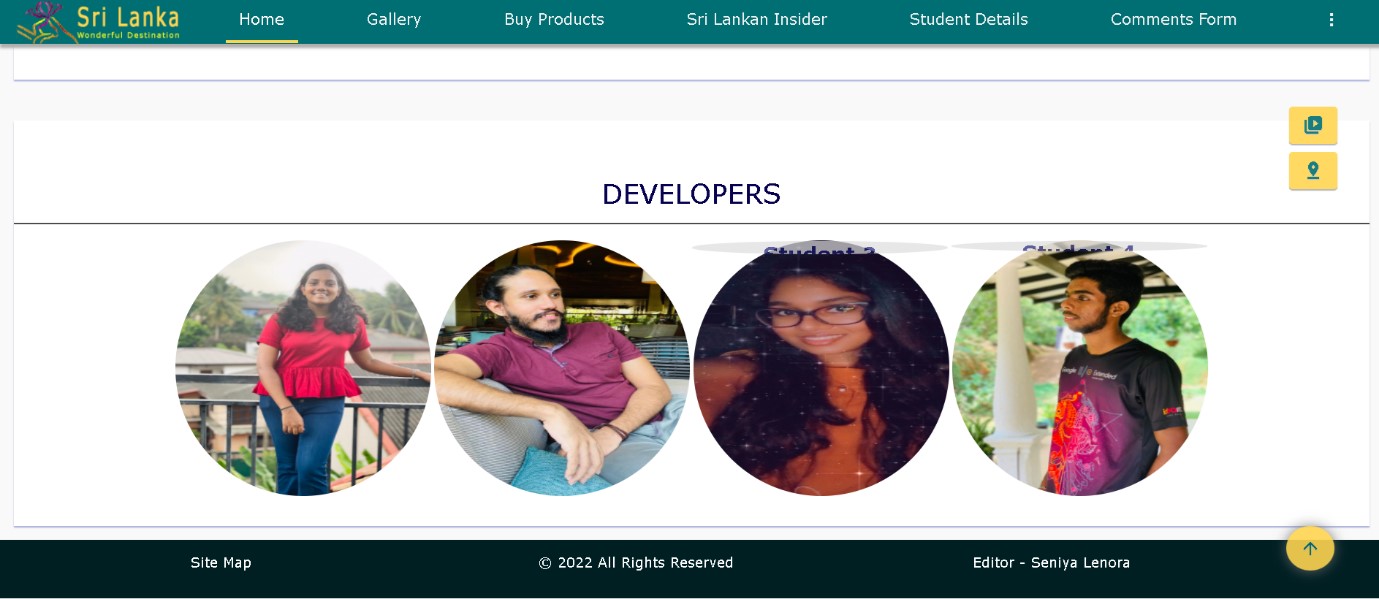 Sri Lanka
Wonderful Destination
Home
Gallery
Buy Products
Sri Lankan Insider
Student Details
Comments Form
DEVELOPERS
Student 3
Student 4
Site Map
© 2022 All Rights Reserved
Editor - Seniya Lenora